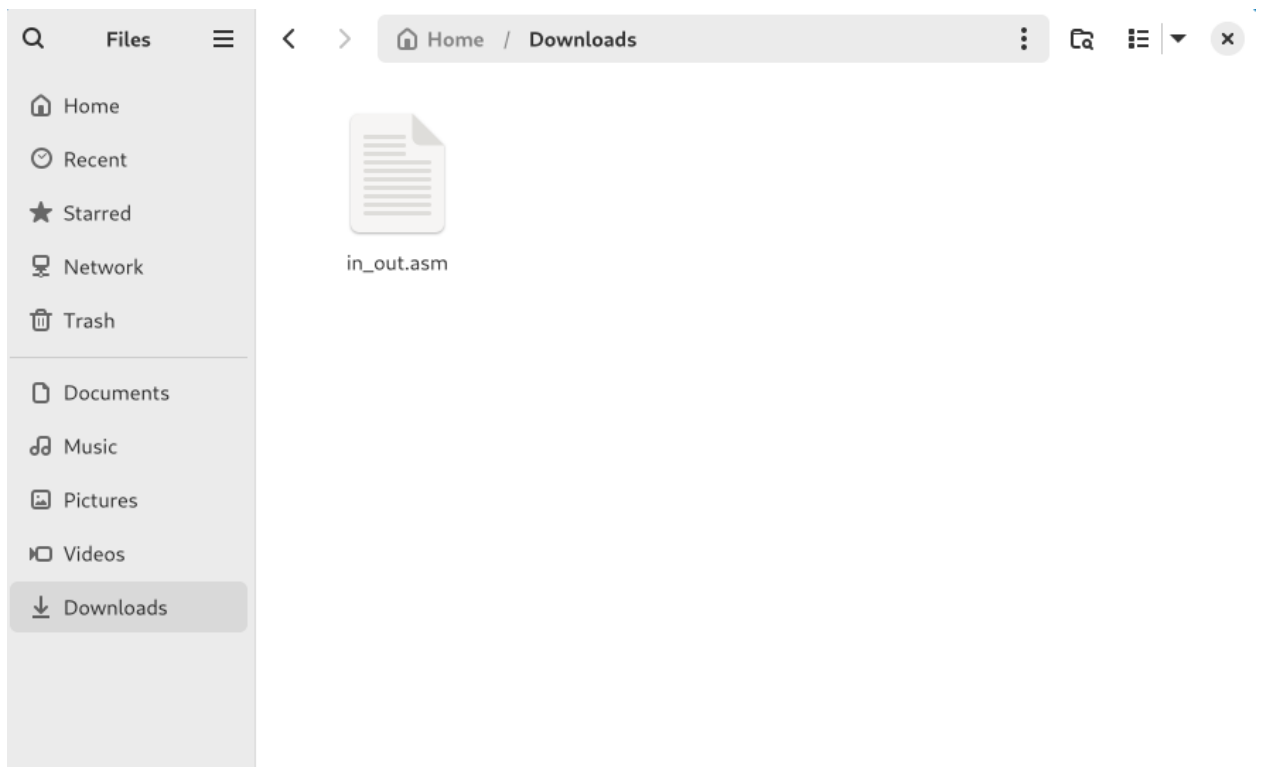 Files
Home / Downloads
Home
Recent
Starred
Network
Trash
Documents
Music
Pictures
Videos
Downloads
in_out.asm